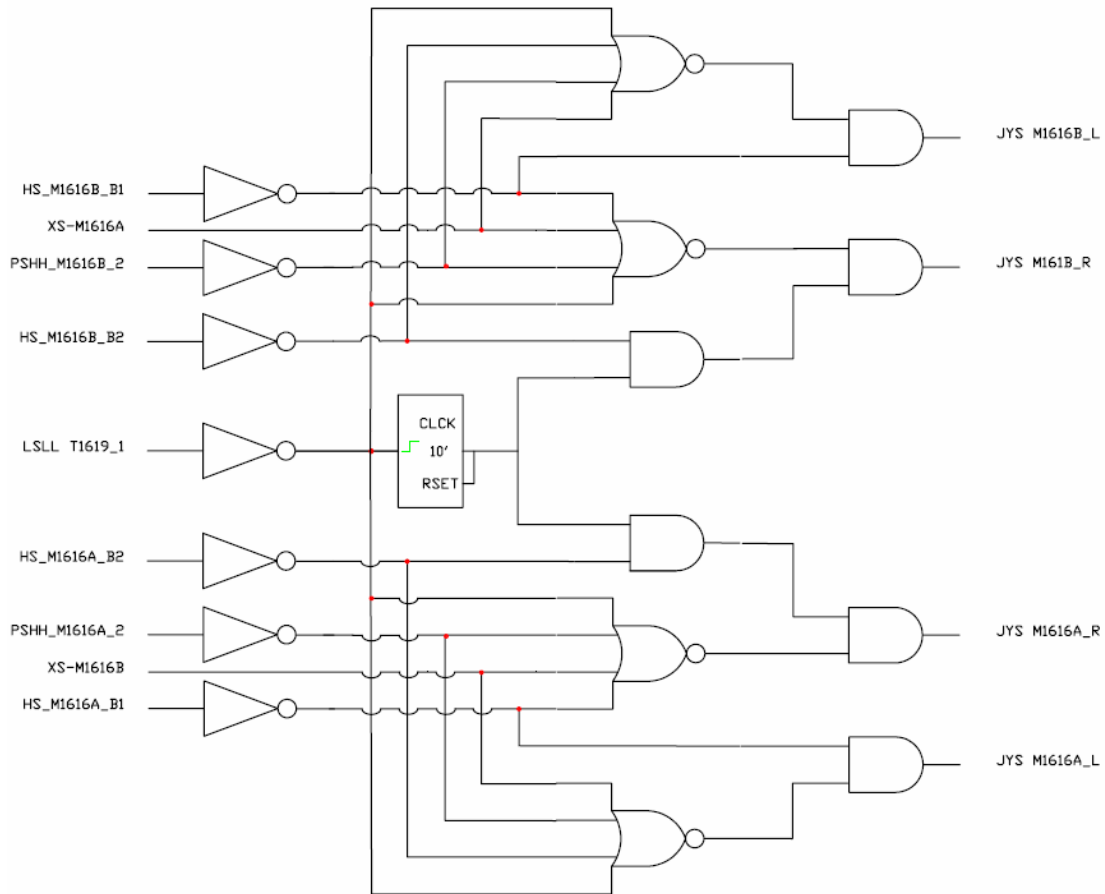 JYS M1616B_L
HS_M1616B_B1
XS-M1616A
PSHH_M1616B_2
JYS M161B_R
HS_M1616B_B2
CLCK
LSLL T1619_1
10'
RSET
HS_M1616A_B2
PSHH_M1616A_2
JYS M1616A_R
XS-M1616B
HS_M1616A_B1
JYS M1616A_L